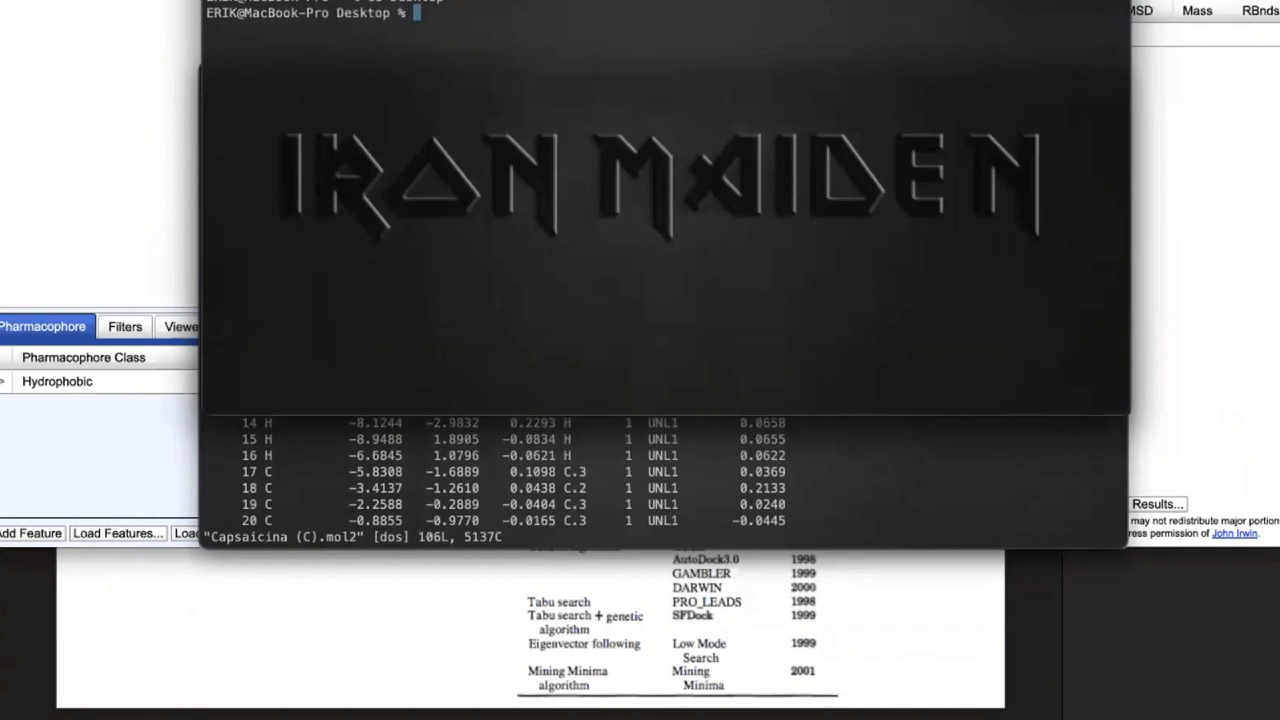 ERIK@MacBook-Pro Desktop %
MSD Mass RBnds
IRON MAIDEN
Pharmacophore Filters Viewe
Pharmacophore Class
Hydrophobic
14 H -8.1244 -2.9832 0.2293 H 1 UNL1 0.0658
15 H -8.9488 1.8905 -0.0834 H 1 UNL1 0.0655
16 H -6.6845 1.0796 -0.0621 H 1 UNL1 0.0622
17 C -5.8308 -1.6889 0.1098 C.3 1 UNL1 0.0369
18 C -3.4137 -1.2610 0.0438 C.2 1 UNL1 0.2133
19 C -2.2588 -0.2889 -0.0404 C.3 1 UNL1 0.0240
20 C -0.8855 -0.9770 -0.0165 C.3 1 UNL1 -0.0445
"Capsaicina (C).mol2" [dos] 106L, 5137C
Add Feature Load Features... Loa
Results...
may not redistribute major portion
ress permission of John Irwin.
AutoDock3.0 1998
GAMBLER 1999
DARWIN 2000
Tabu search PRO_LEADS 1998
Tabu search + genetic SFDock 1999
algorithm
Eigenvector following Low Mode 1999
Search
Mining Minima Mining 2001
algorithm Minima